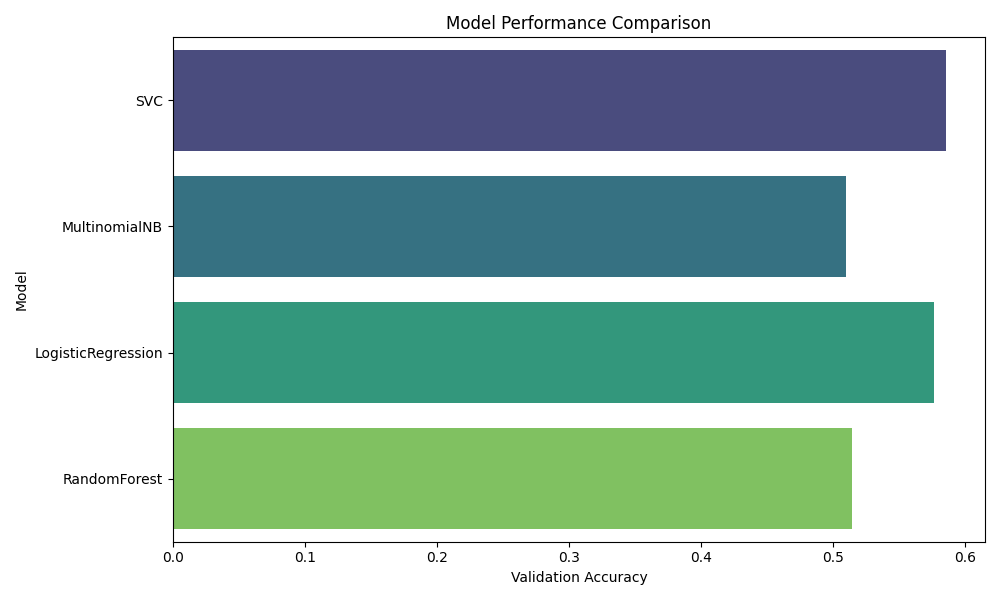 Model Performance Comparison
Model
SVC
MultinomialNB
LogisticRegression
RandomForest
0.0 0.1 0.2 0.3 0.4 0.5 0.6
Validation Accuracy